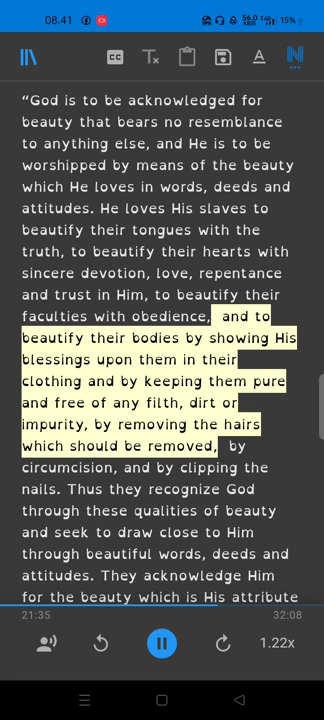 08.41
56.0 KB/S
15%
CC
“God is to be acknowledged for
beauty that bears no resemblance
to anything else, and He is to be
worshipped by means of the beauty
which He loves in words, deeds and
attitudes. He loves His slaves to
beautify their tongues with the
truth, to beautify their hearts with
sincere devotion, love, repentance
and trust in Him, to beautify their
faculties with obedience, and to
beautify their bodies by showing His
blessings upon them in their
clothing and by keeping them pure
and free of any filth, dirt or
impurity, by removing the hairs
which should be removed, by
circumcision, and by clipping the
nails. Thus they recognize God
through these qualities of beauty
and seek to draw close to Him
through beautiful words, deeds and
attitudes. They acknowledge Him
for the beauty which is His attribute
21:35
32:08
1.22x